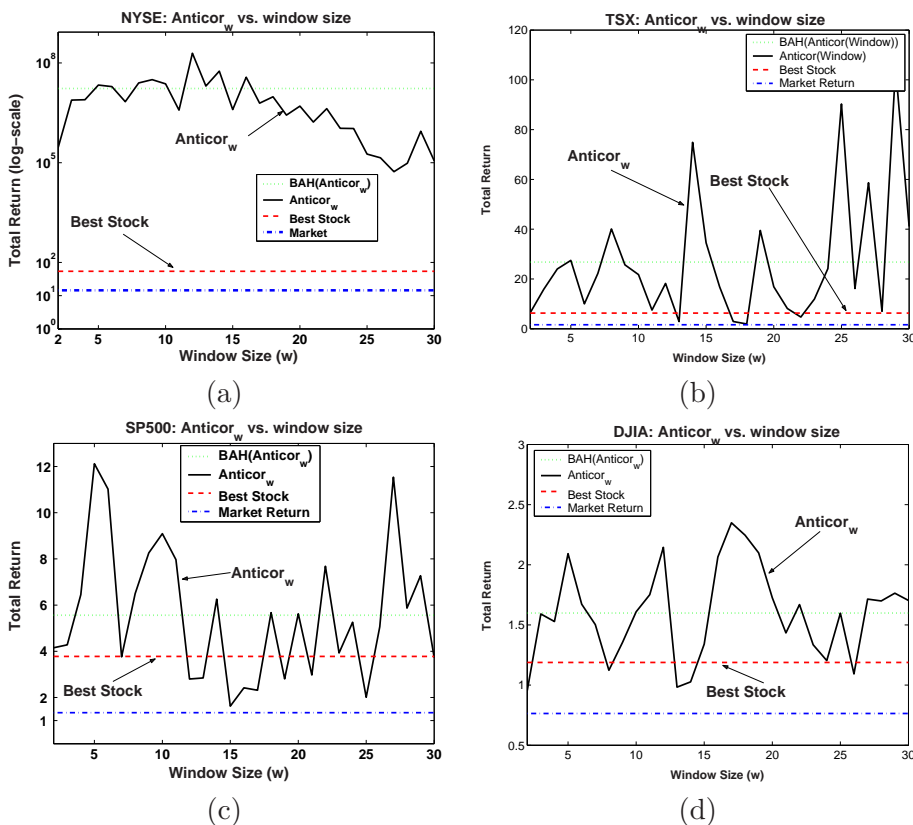 NYSE: Anticor_w vs. window size
Total Return (log−scale)
10^8
10^5
10^2
10^1
10^0
Anticor_w
BAH(Anticor_w)
Anticor_w
Best Stock
Market
Best Stock
2 5 10 15 20 25 30
Window Size (w)
(a)
TSX: Anticor_w vs. window size
Total Return
120
100
80
60
40
20
0
BAH(Anticor(Window))
Anticor(Window)
Best Stock
Market Return
Anticor_w
Best Stock
5 10 15 20 25 30
Window Size (w)
(b)
SP500: Anticor_w vs. window size
Total Return
12
10
8
6
4
2
1
BAH(Anticor_w)
Anticor_w
Best Stock
Market Return
Anticor_w
Best Stock
5 10 15 20 25 30
Window Size (w)
(c)
DJIA: Anticor_w vs. window size
Total Return
3
2.5
2
1.5
1
0.5
BAH(Anticor_w)
Anticor_w
Best Stock
Market Return
Anticor_w
Best Stock
5 10 15 20 25 30
Window Size (w)
(d)